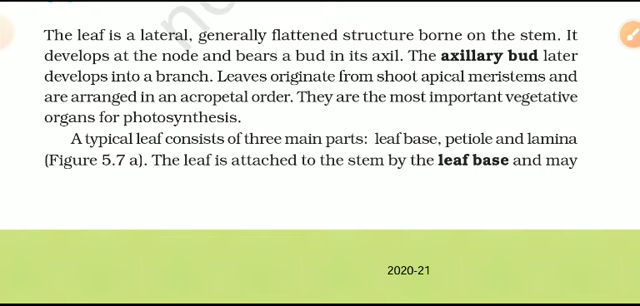 The leaf is a lateral, generally flattened structure borne on the stem. It
develops at the node and bears a bud in its axil. The axillary bud later
develops into a branch. Leaves originate from shoot apical meristems and
are arranged in an acropetal order. They are the most important vegetative
organs for photosynthesis.
A typical leaf consists of three main parts: leaf base, petiole and lamina
(Figure 5.7 a). The leaf is attached to the stem by the leaf base and may
2020-21